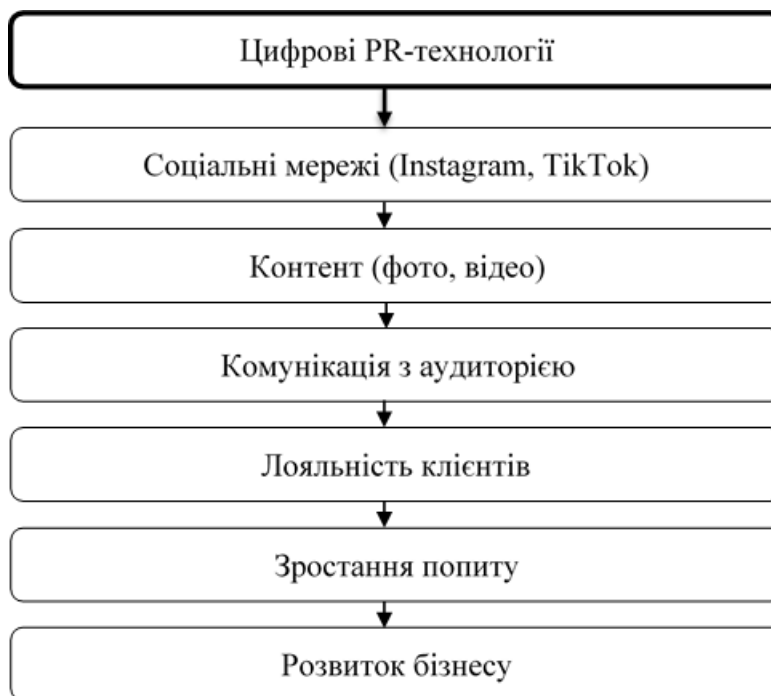 Цифрові PR-технології
Соціальні мережі (Instagram, TikTok)
Контент (фото, відео)
Комунікація з аудиторією
Лояльність клієнтів
Зростання попиту
Розвиток бізнесу